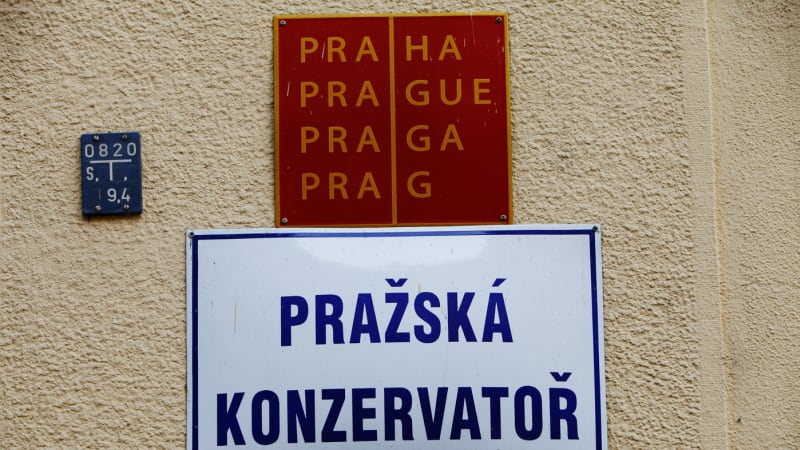 PRAHA
PRAGUE
PRAGA
PRAG
0820
S, T,
9,4
PRAŽSKÁ
KONZERVATOŘ